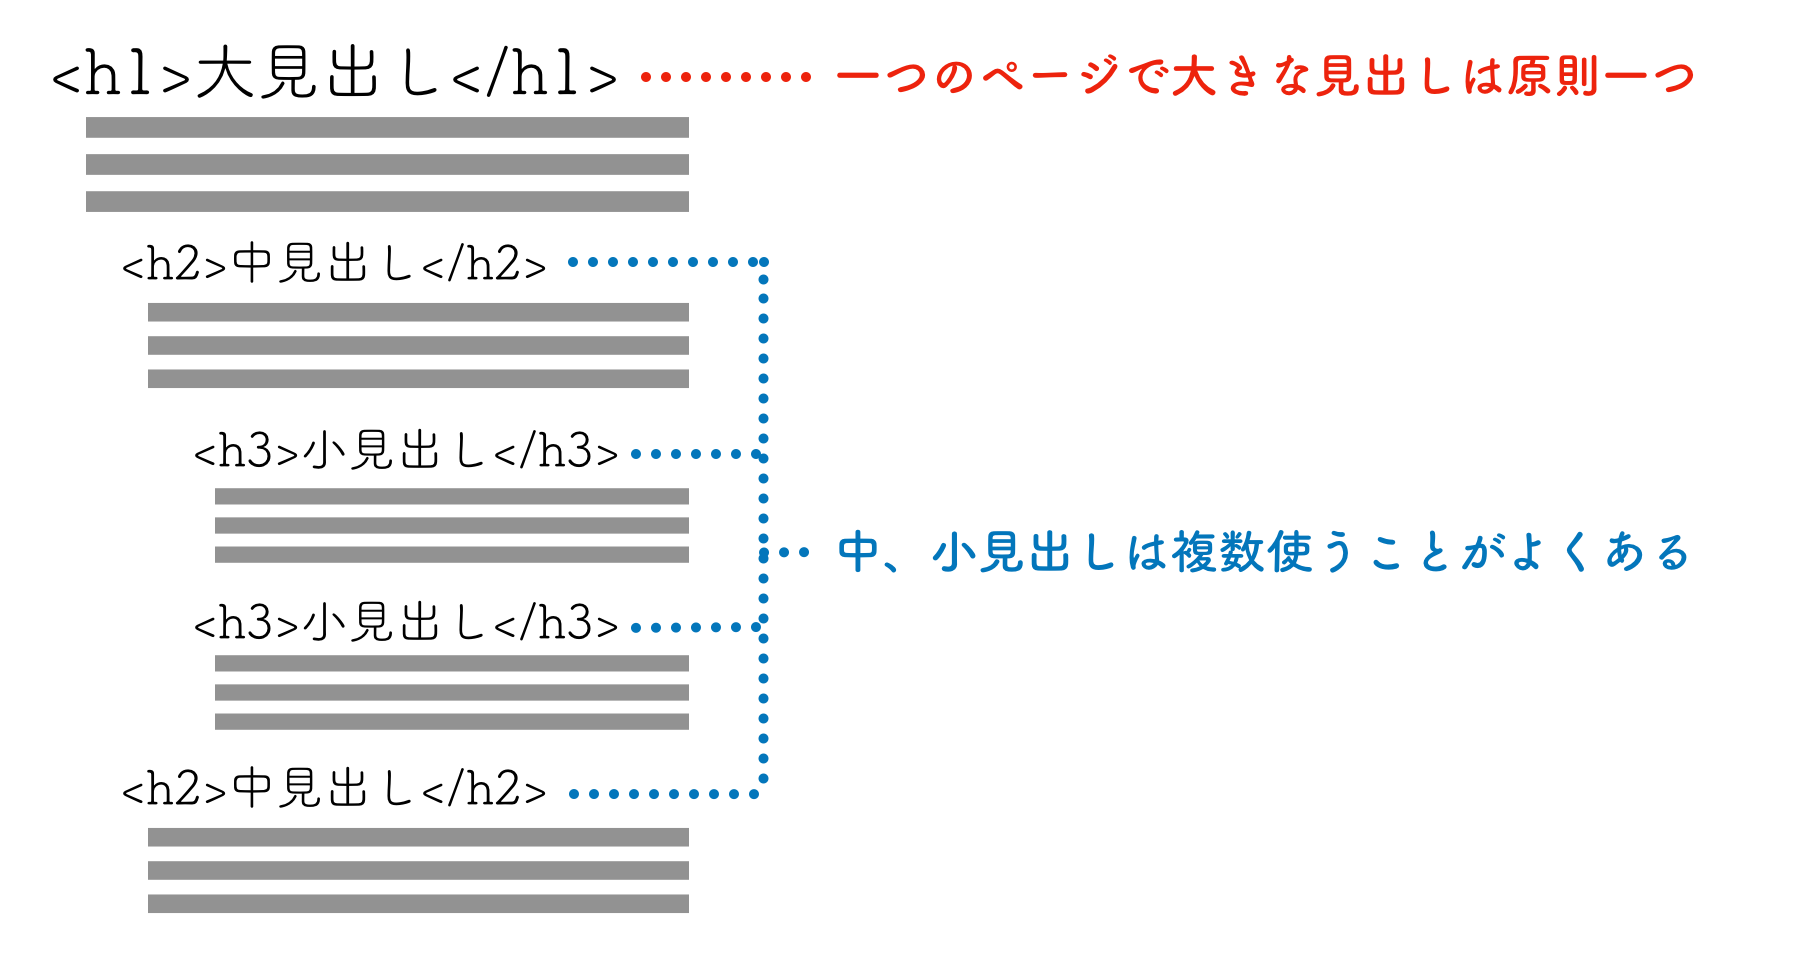 <h1>大見出し</h1>
一つのページで大きな見出しは原則一つ
<h2>中見出し</h2>
<h3>小見出し</h3>
中、小見出しは複数使うことがよくある
<h3>小見出し</h3>
<h2>中見出し</h2>